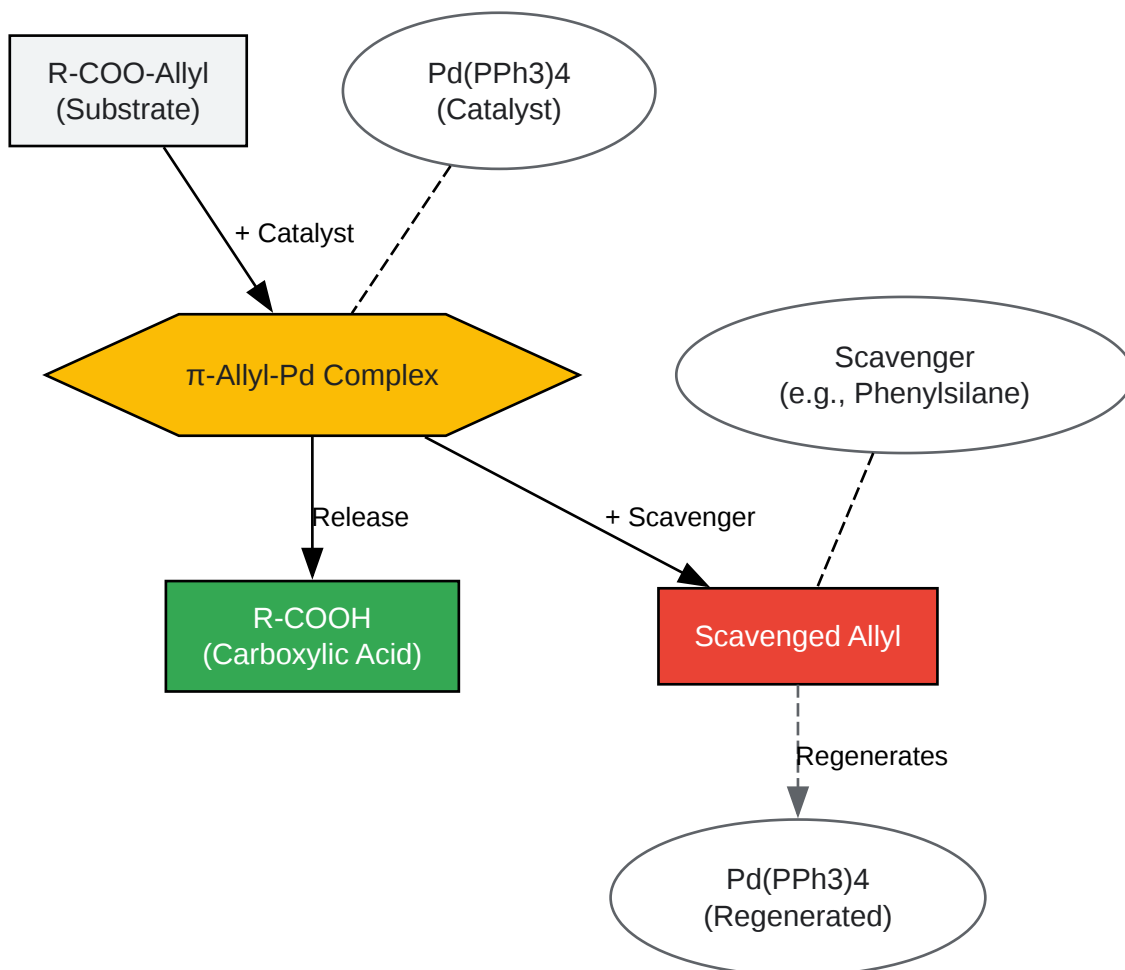 R-COO-Allyl
(Substrate)
Pd(PPh3)4
(Catalyst)
+ Catalyst
π-Allyl-Pd Complex
Scavenger
(e.g., Phenylsilane)
Release
+ Scavenger
R-COOH
(Carboxylic Acid)
Scavenged Allyl
Regenerates
Pd(PPh3)4
(Regenerated)